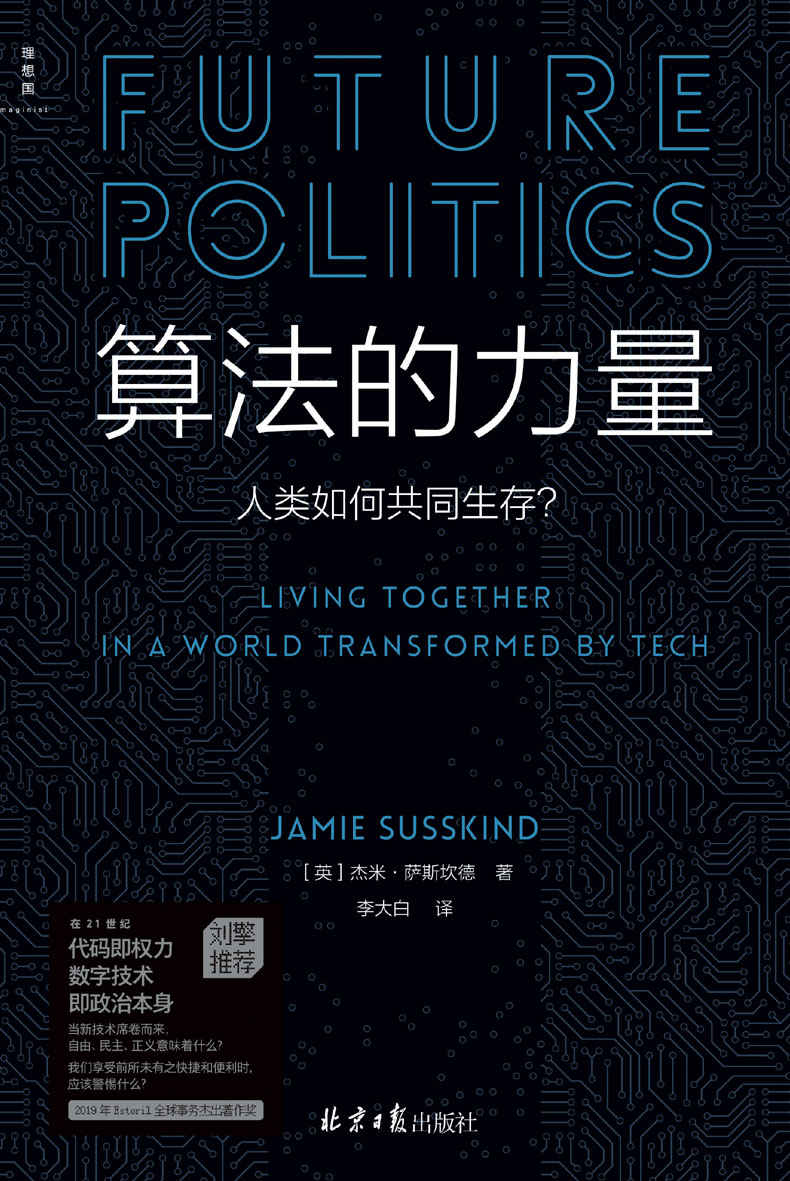 理想国
maginist
FUTURE
POLITICS
算法的力量
人类如何共同生存?
LIVING TOGETHER
IN A WORLD TRANSFORMED BY TECH
JAMIE SUSSKIND
[英]杰米·萨斯坎德 著
李大白 译
在21世纪
代码即权力
数字技术
即政治本身
刘擎
推荐
当新技术席卷而来,
自由、民主、正义意味着什么?
我们享受前所未有之快捷和便利时,
应该警惕什么?
2019年Estoril全球事务杰出著作奖
北京日报出版社